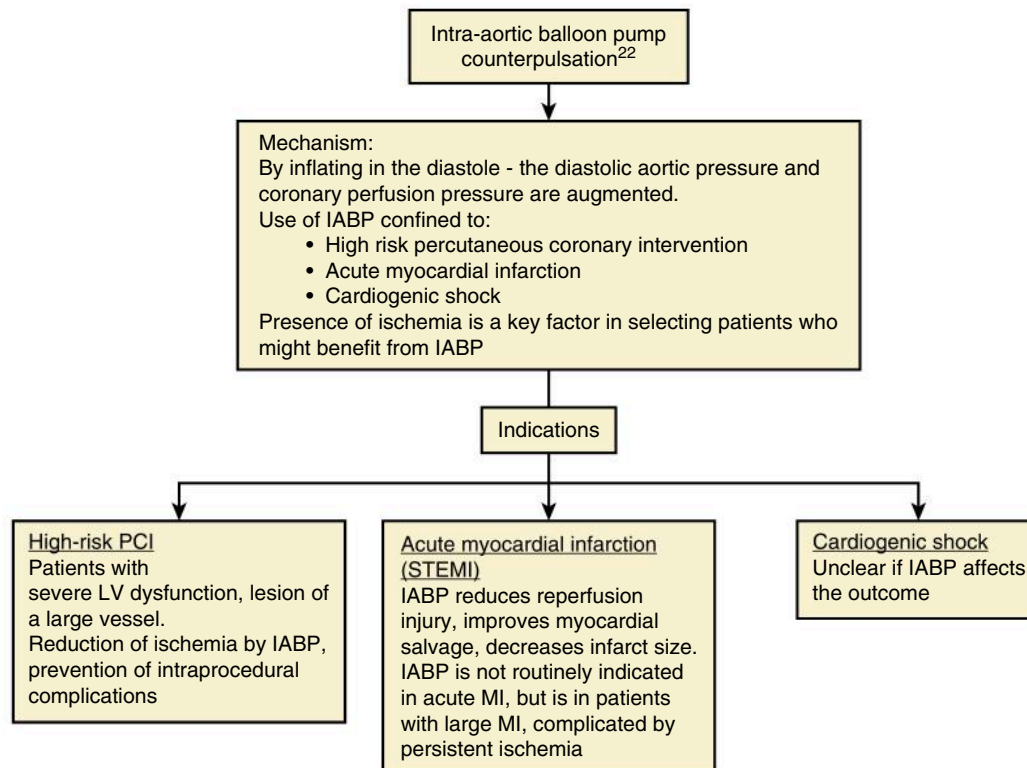 Intra-aortic balloon pump
counterpulsation22
Mechanism:
By inflating in the diastole - the diastolic aortic pressure and
coronary perfusion pressure are augmented.
Use of IABP confined to:
• High risk percutaneous coronary intervention
• Acute myocardial infarction
• Cardiogenic shock
Presence of ischemia is a key factor in selecting patients who
might benefit from IABP
Indications
High-risk PCI
Patients with
severe LV dysfunction, lesion of
a large vessel.
Reduction of ischemia by IABP,
prevention of intraprocedural
complications
Acute myocardial infarction
(STEMI)
IABP reduces reperfusion
injury, improves myocardial
salvage, decreases infarct size.
IABP is not routinely indicated
in acute MI, but is in patients
with large MI, complicated by
persistent ischemia
Cardiogenic shock
Unclear if IABP affects
the outcome